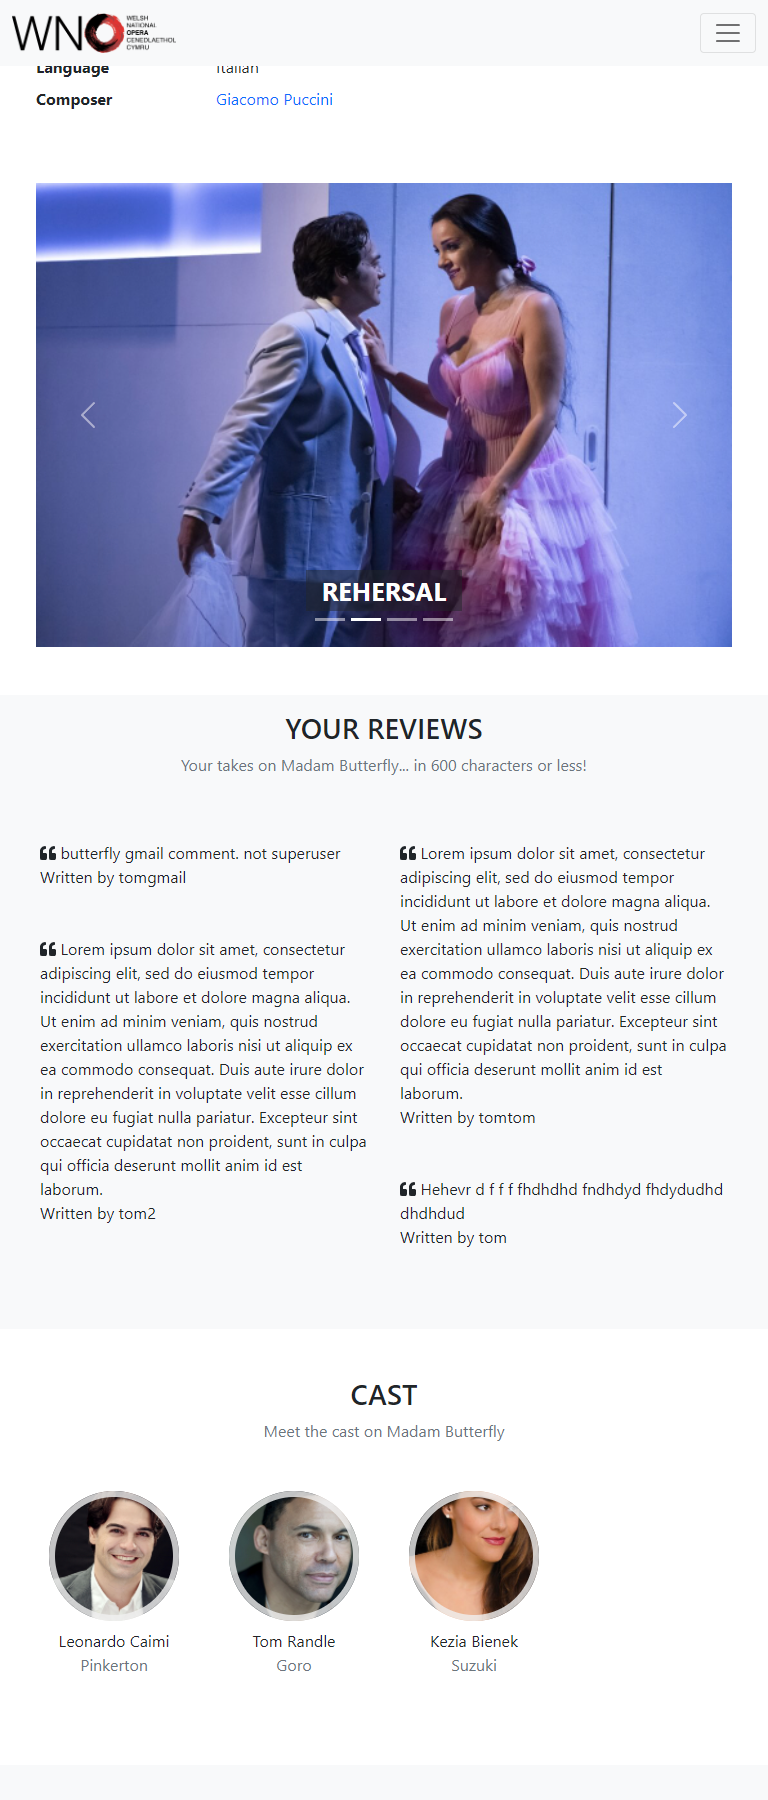 WNO
WELSH
NATIONAL
OPERA
CENEDLAETHOL
CYMRU
Language Italian
Composer Giacomo Puccini
REHERSAL
YOUR REVIEWS
Your takes on Madam Butterfly... in 600 characters or less!
butterfly gmail comment. not superuser
Written by tomgmail
Lorem ipsum dolor sit amet, consectetur
adipiscing elit, sed do eiusmod tempor
incididunt ut labore et dolore magna aliqua.
Ut enim ad minim veniam, quis nostrud
exercitation ullamco laboris nisi ut aliquip ex
ea commodo consequat. Duis aute irure dolor
in reprehenderit in voluptate velit esse cillum
dolore eu fugiat nulla pariatur. Excepteur sint
occaecat cupidatat non proident, sunt in culpa
qui officia deserunt mollit anim id est
laborum.
Written by tom2
Lorem ipsum dolor sit amet, consectetur
adipiscing elit, sed do eiusmod tempor
incididunt ut labore et dolore magna aliqua.
Ut enim ad minim veniam, quis nostrud
exercitation ullamco laboris nisi ut aliquip ex
ea commodo consequat. Duis aute irure dolor
in reprehenderit in voluptate velit esse cillum
dolore eu fugiat nulla pariatur. Excepteur sint
occaecat cupidatat non proident, sunt in culpa
qui officia deserunt mollit anim id est
laborum.
Written by tomtom
Hehevr d f f f fhdhdhd fndhdyd fhdydudhd
dhdhdud
Written by tom
CAST
Meet the cast on Madam Butterfly
Leonardo Caimi
Pinkerton
Tom Randle
Goro
Kezia Bienek
Suzuki